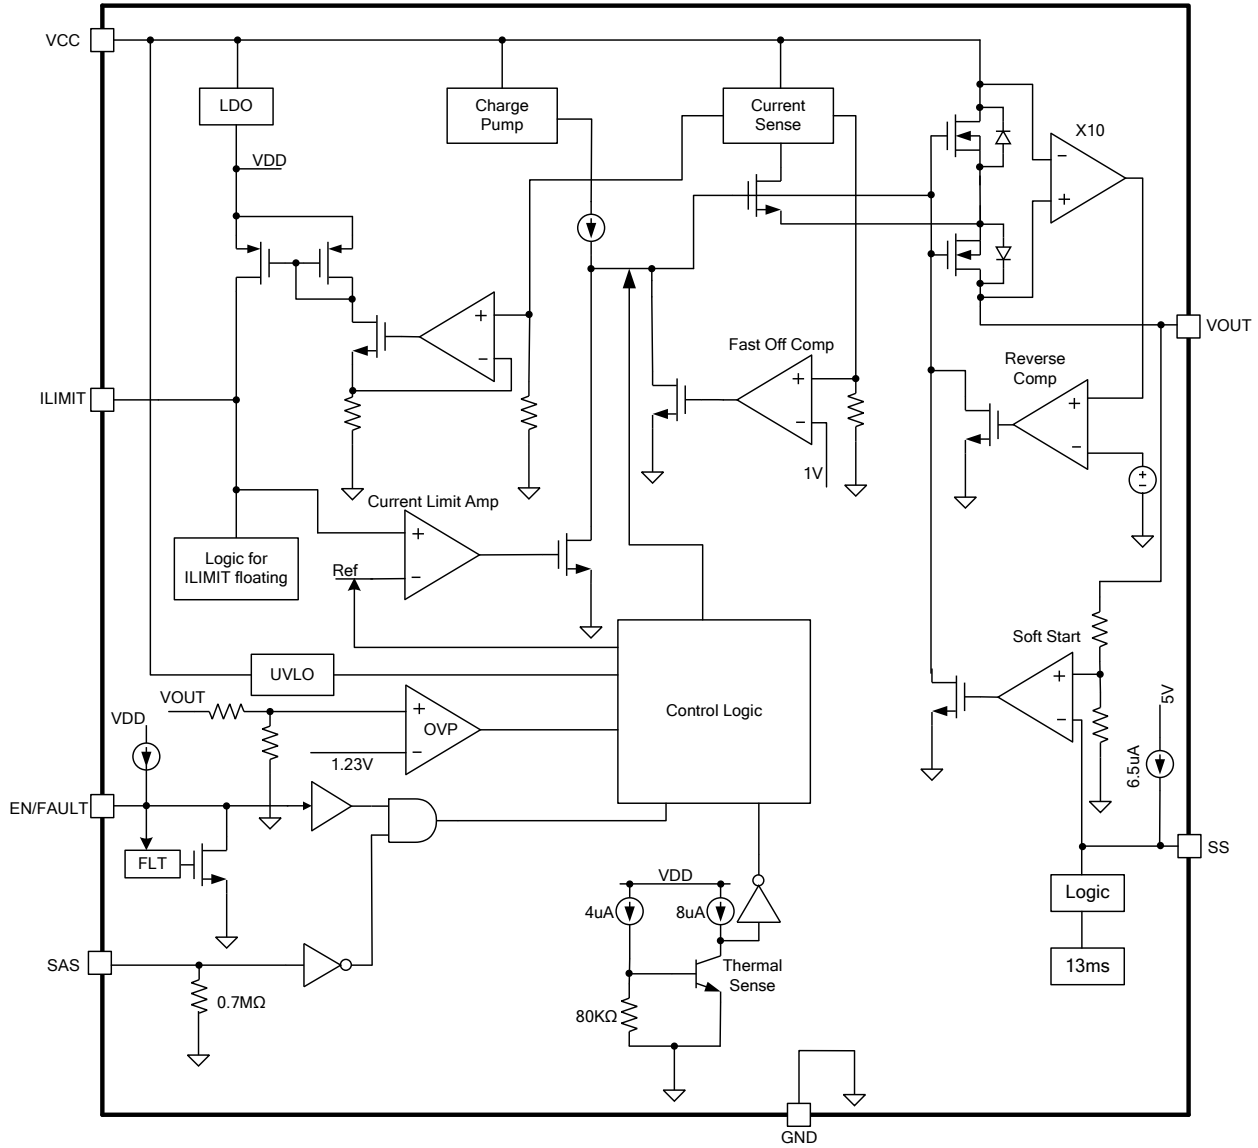 VCC
LDO
Charge
Pump
Current
Sense
X10
VDD
−
+
+
−
VOUT
Fast Off Comp
+
−
1V
Reverse
Comp
+
−
+
−
ILIMIT
Current Limit Amp
+
−
Logic for
ILIMIT floating
Ref
Soft Start
+
−
UVLO
VOUT
+
OVP
−
1.23V
Control Logic
VDD
5V
6.5uA
EN/FAULT
FLT
SS
Logic
13ms
VDD
4uA
8uA
Thermal
Sense
80KΩ
SAS
0.7MΩ
GND